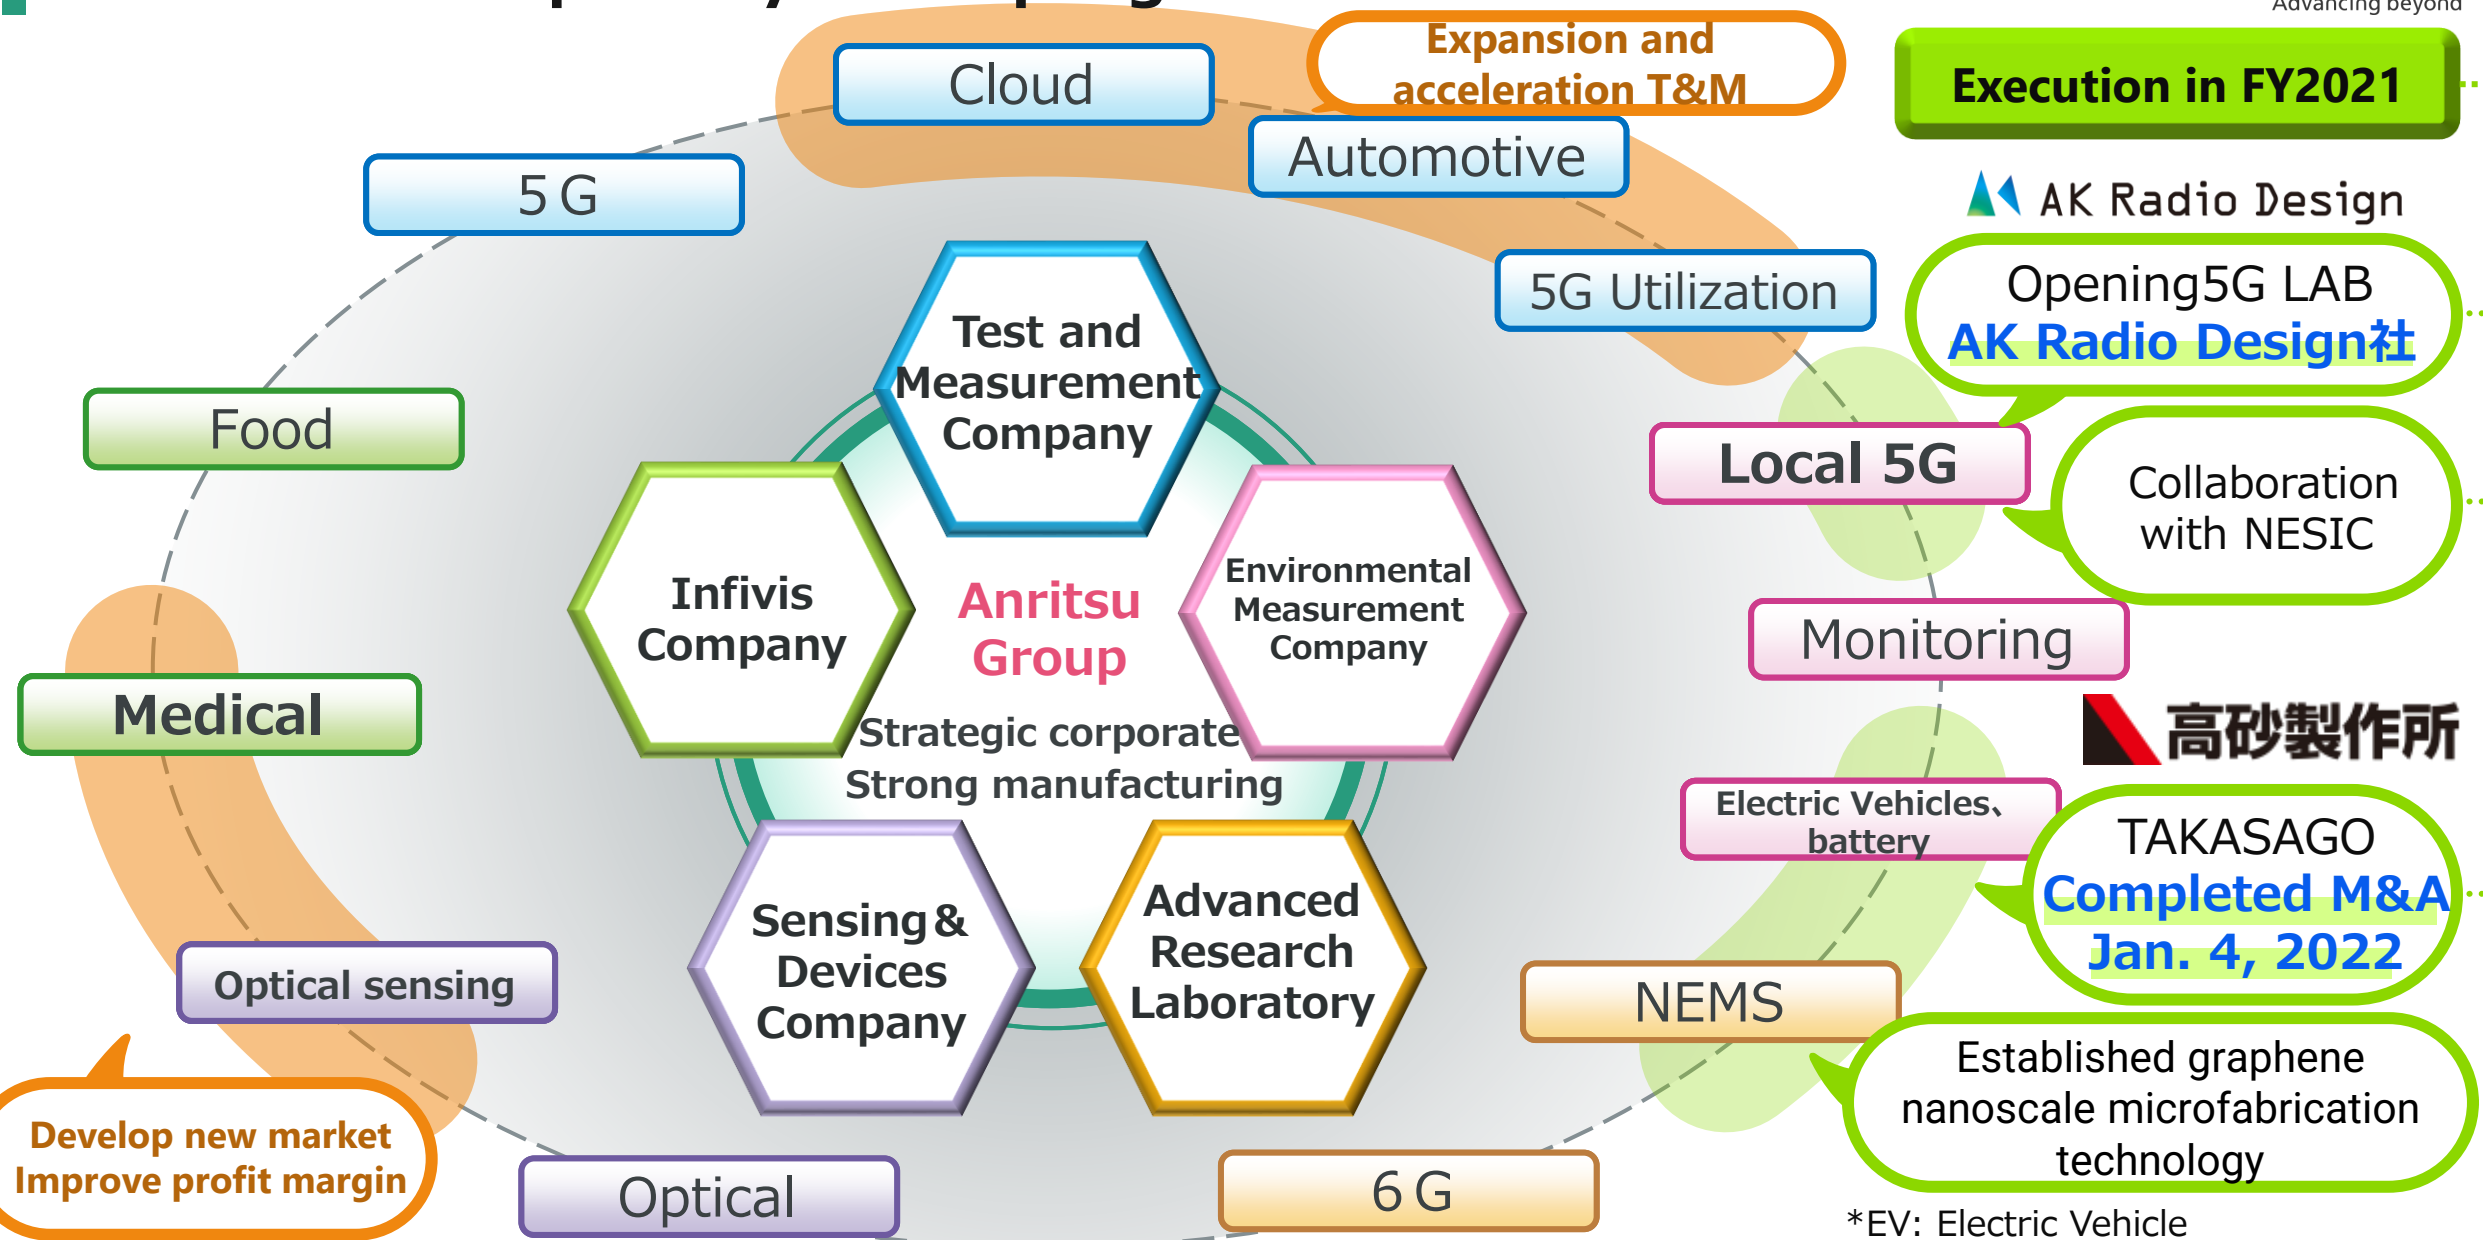 Advancing beyond
Cloud
Expansion and
acceleration T&M
Execution in FY2021
5G
Automotive
AK Radio Design
5G Utilization
Opening5G LAB
AK Radio Design社
Test and
Measurement
Company
Food
Local 5G
Collaboration
with NESIC
Infivis
Company
Anritsu
Group
Environmental
Measurement
Company
Monitoring
Medical
Strategic corporate
Strong manufacturing
高砂製作所
Electric Vehicles、
battery
TAKASAGO
Completed M&A
Jan. 4, 2022
Sensing&
Devices
Company
Advanced
Research
Laboratory
Optical sensing
NEMS
Established graphene
nanoscale microfabrication
technology
Develop new market
Improve profit margin
Optical
6G
*EV: Electric Vehicle